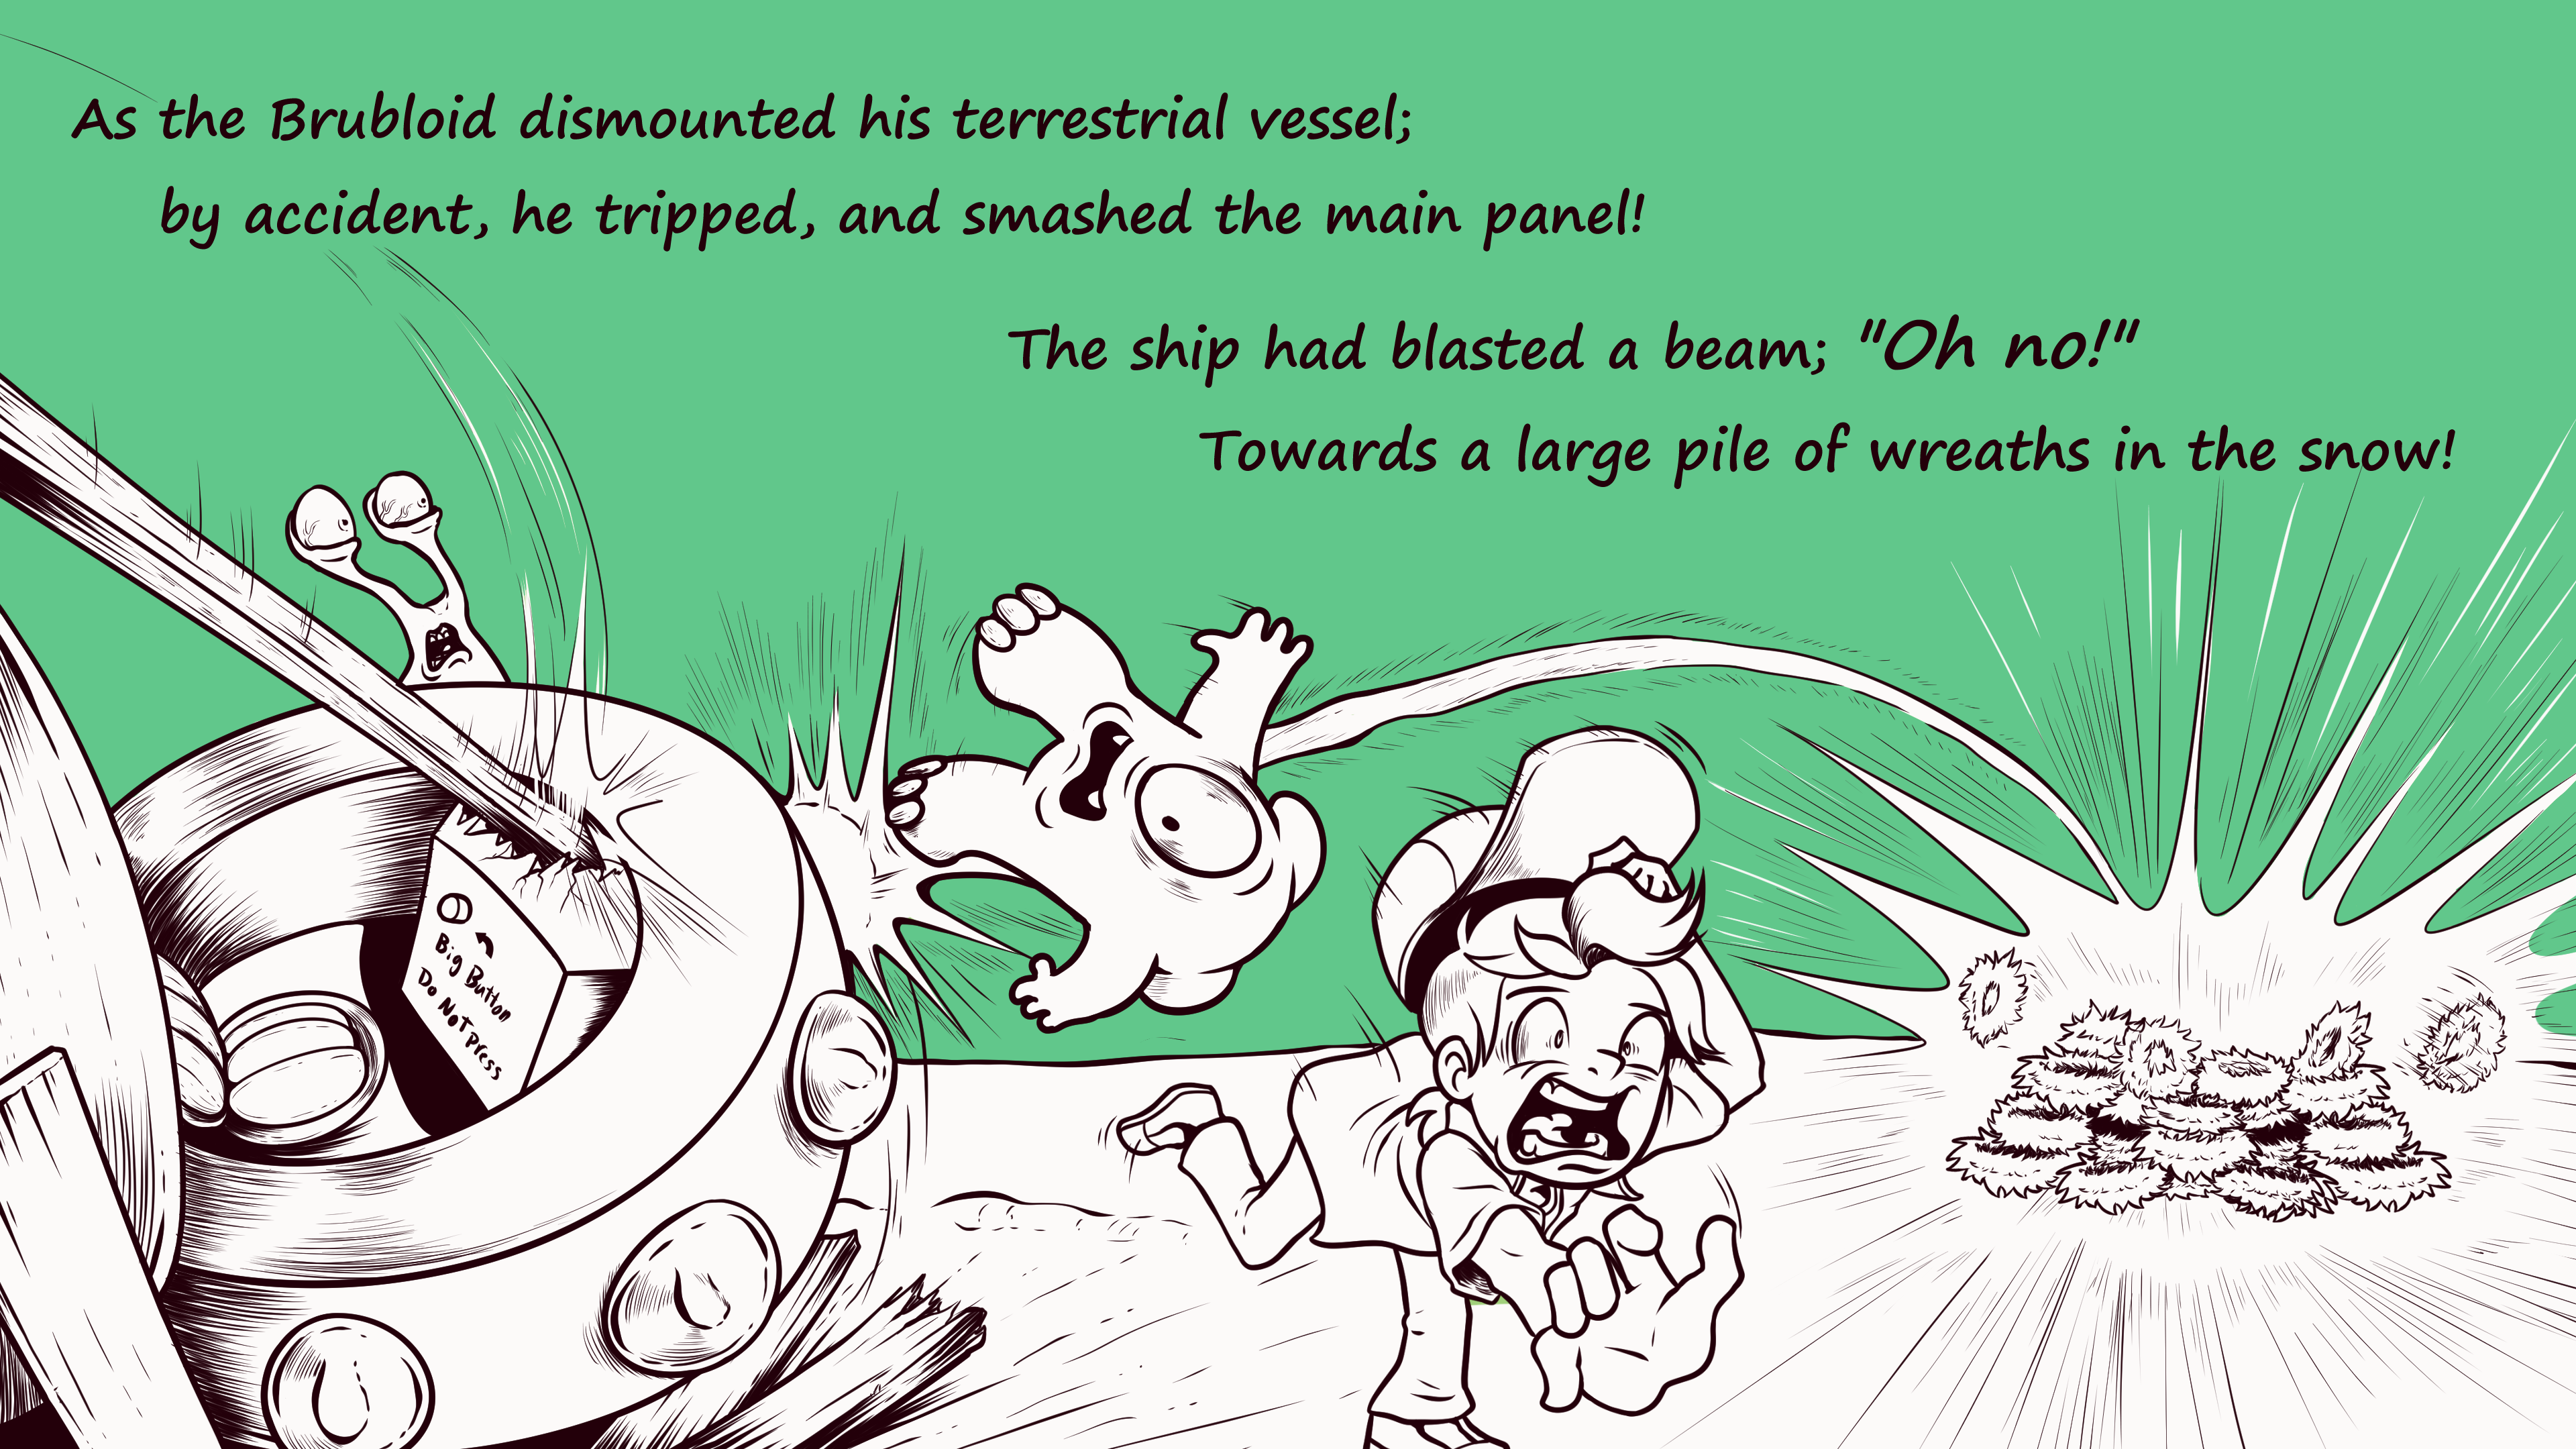 As the Brubloid dismounted his terrestrial vessel;
by accident, he tripped, and smashed the main panel!
The ship had blasted a beam; "Oh no!"
Towards a large pile of wreaths in the snow!
Big Button
Do Not press